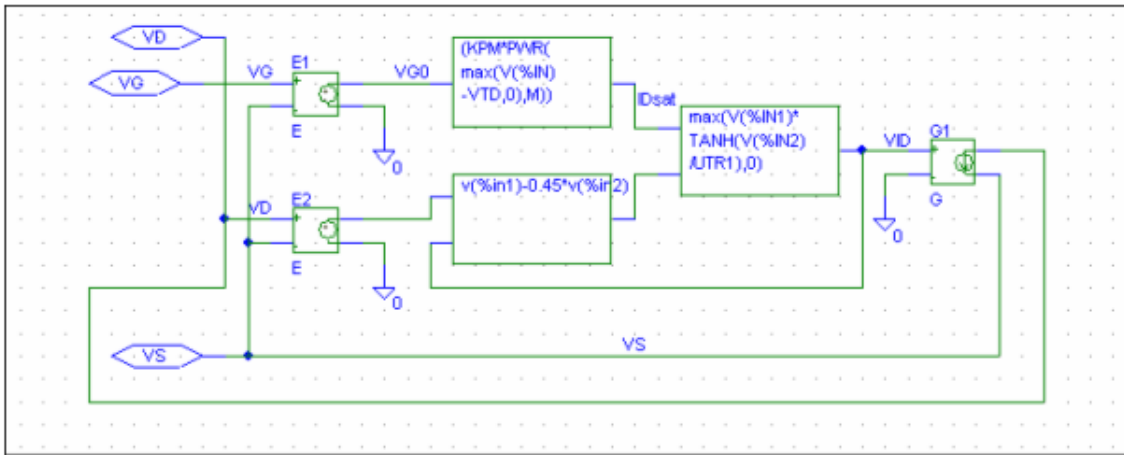 VD
E1
(KPM*PWR(
max(V(%IN)
-VTD,0),M))
VG
VG
VG0
IDsat
E
0
max(V(%IN1)*
TANH(V(%IN2)
/UTR1),0)
VID
G1
G
0
VD
E2
v(%in1)-0.45*v(%in2)
E
0
VS
VS